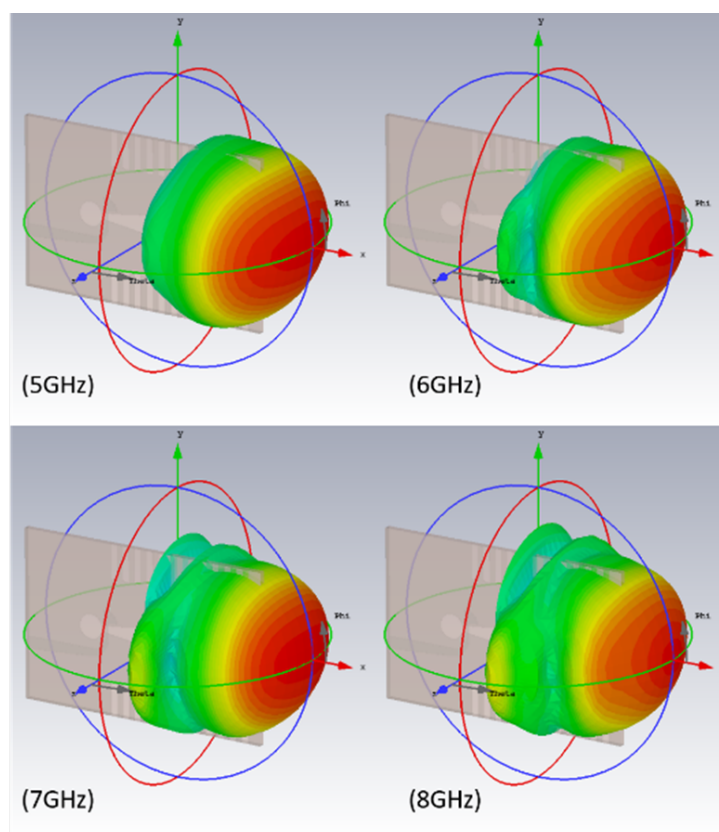 y
y
Phi
Phi
x
z
Theta
Theta
(5GHz)
(6GHz)
y
y
Phi
Phi
x
Theta
Theta
(7GHz)
(8GHz)